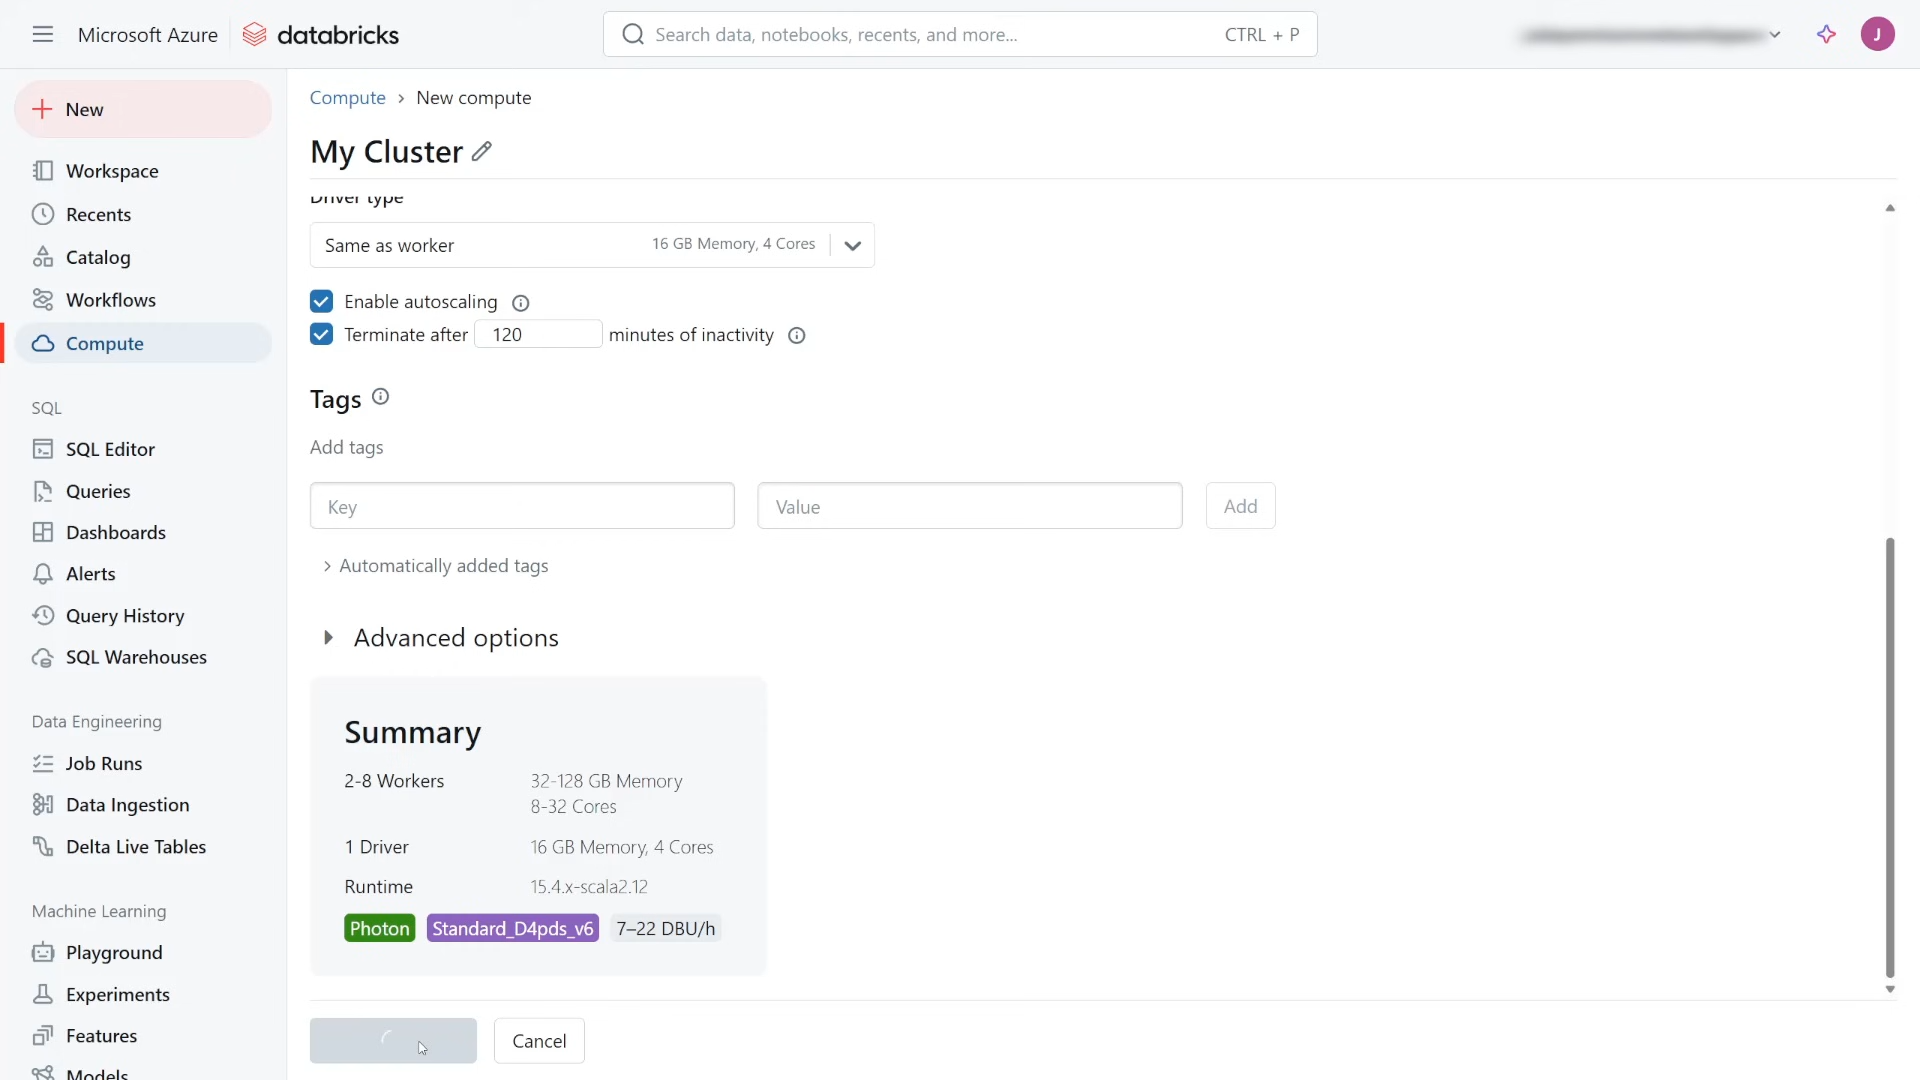 Microsoft Azure
databricks
Search data, notebooks, recents, and more...
CTRL + P
J
New
Workspace
Recents
Catalog
Workflows
Compute
SQL
SQL Editor
Queries
Dashboards
Alerts
Query History
SQL Warehouses
Data Engineering
Job Runs
Data Ingestion
Delta Live Tables
Machine Learning
Playground
Experiments
Features
Models
Compute > New compute
My Cluster
Driver type
Same as worker 16 GB Memory, 4 Cores
Enable autoscaling
Terminate after 120 minutes of inactivity
Tags
Add tags
Key Value Add
Automatically added tags
Advanced options
Summary
2-8 Workers 32-128 GB Memory
8-32 Cores
1 Driver 16 GB Memory, 4 Cores
Runtime 15.4.x-scala2.12
Photon Standard_D4pds_v6 7–22 DBU/h
Cancel